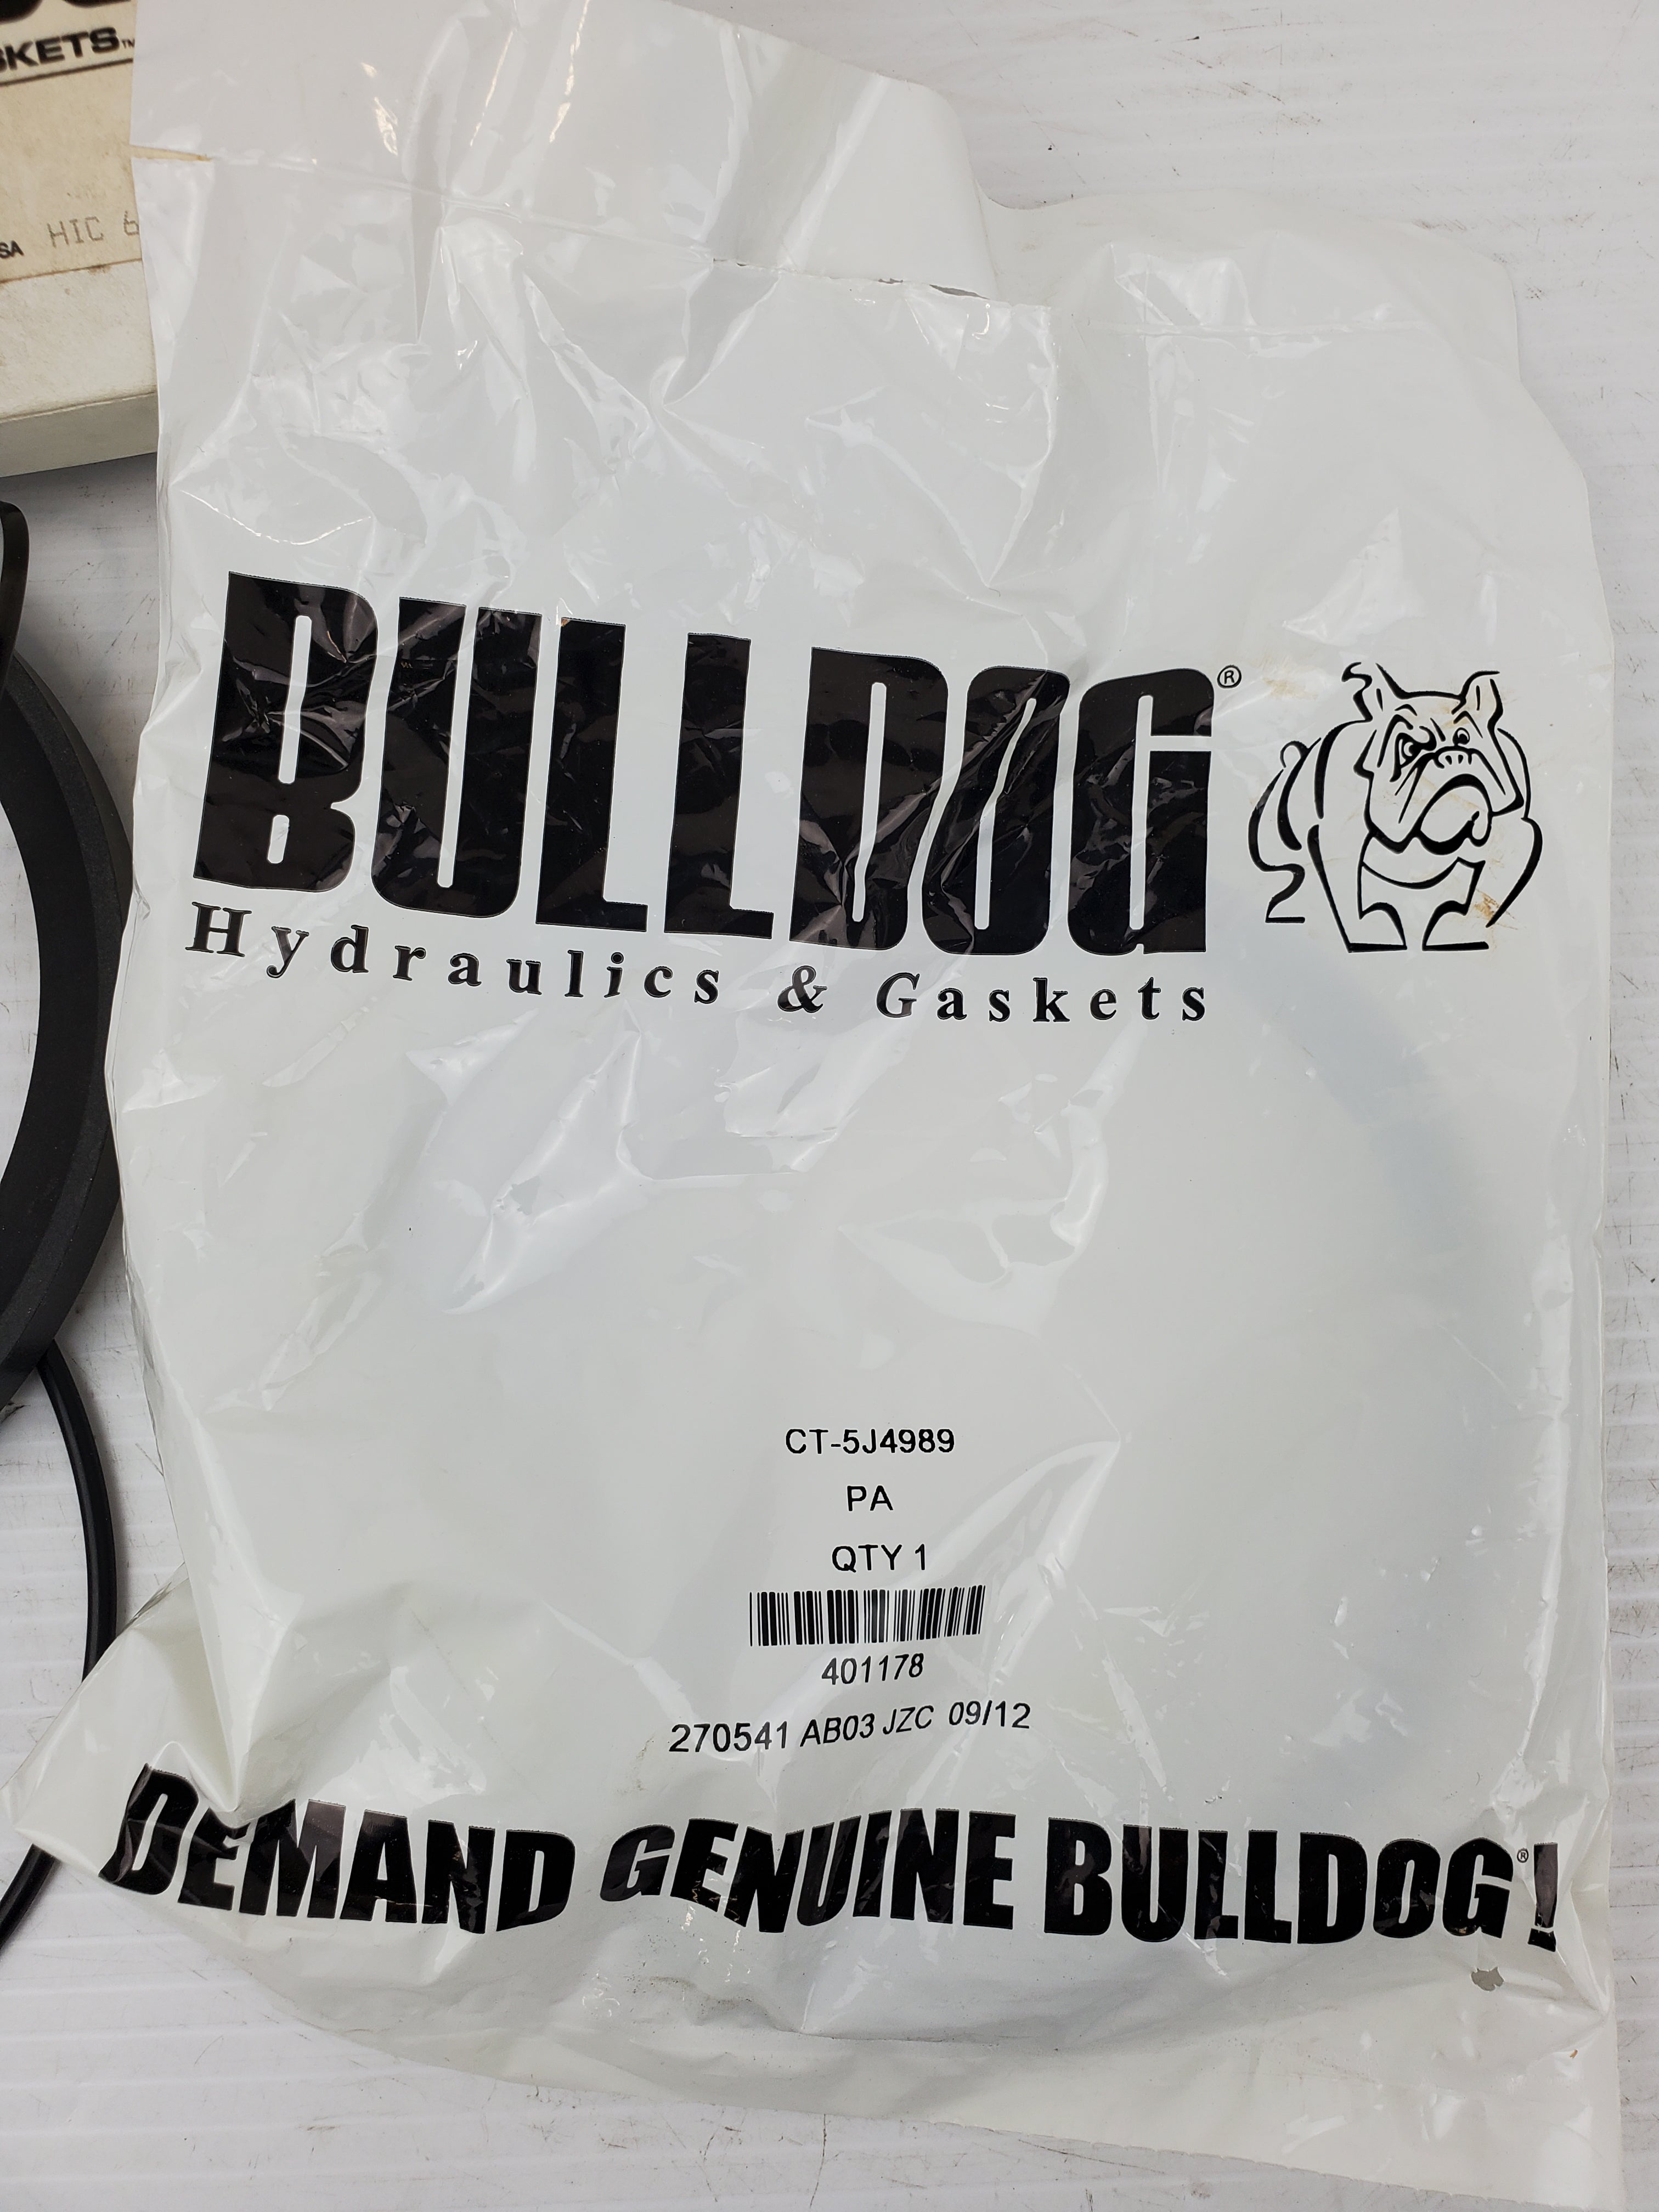 SKETS™
SA HIC 6
BULLDOG®
Hydraulics & Gaskets
CT-5J4989
PA
QTY 1
401178
270541 AB03 JZC 09/12
DEMAND GENUINE BULLDOG®!